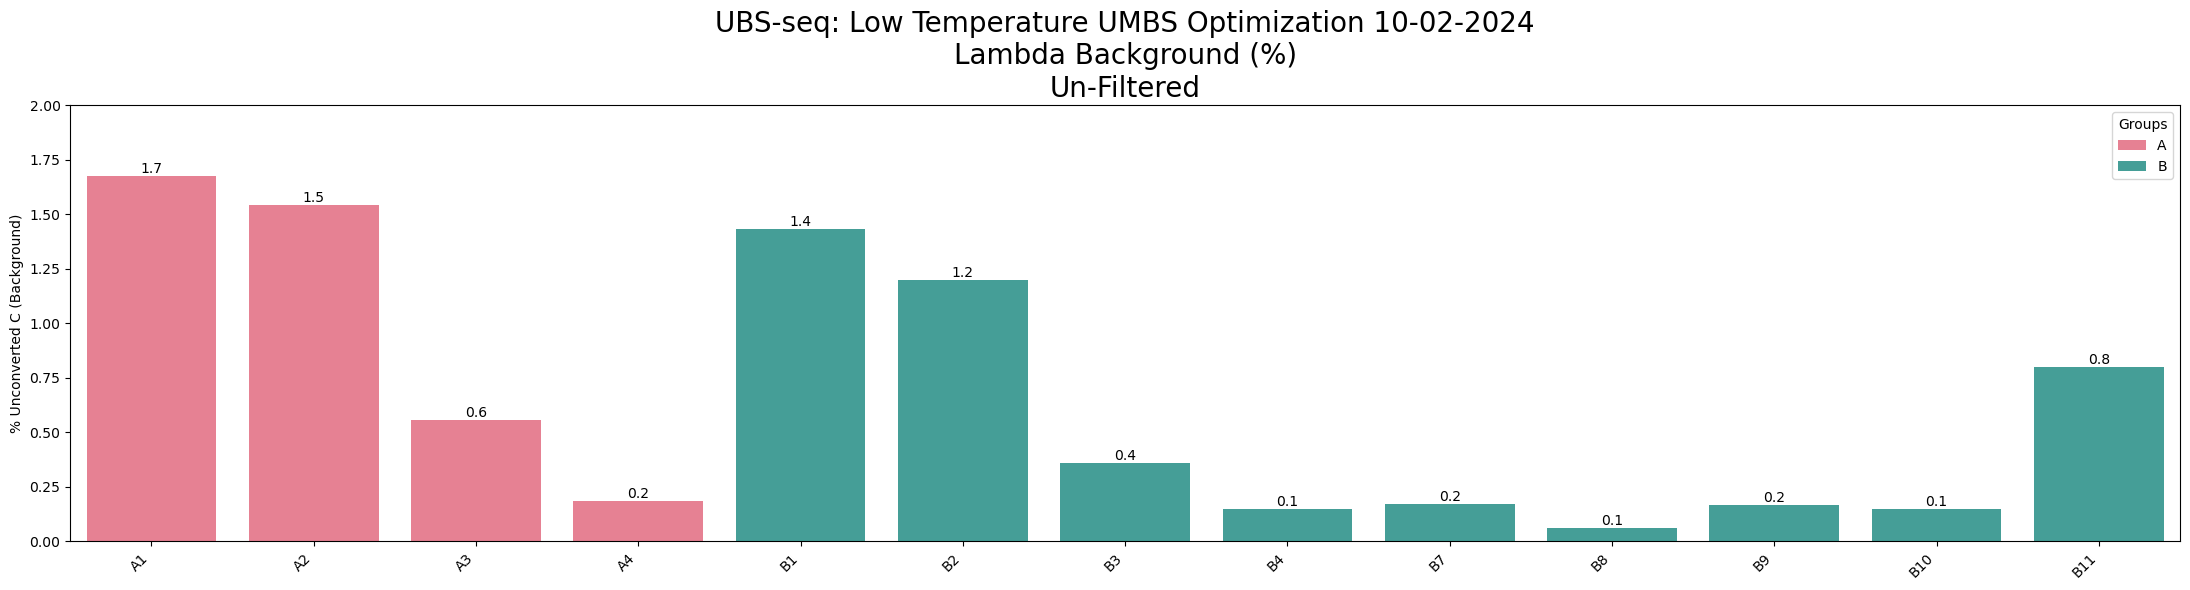 UBS-seq: Low Temperature UMBS Optimization 10-02-2024
Lambda Background (%)
Un-Filtered
% Unconverted C (Background)
2.00
1.75
1.50
1.25
1.00
0.75
0.50
0.25
0.00
1.7
1.5
0.6
0.2
1.4
1.2
0.4
0.1
0.2
0.1
0.2
0.1
0.8
Groups
A
B
A1
A2
A3
A4
B1
B2
B3
B4
B7
B8
B9
B10
B11